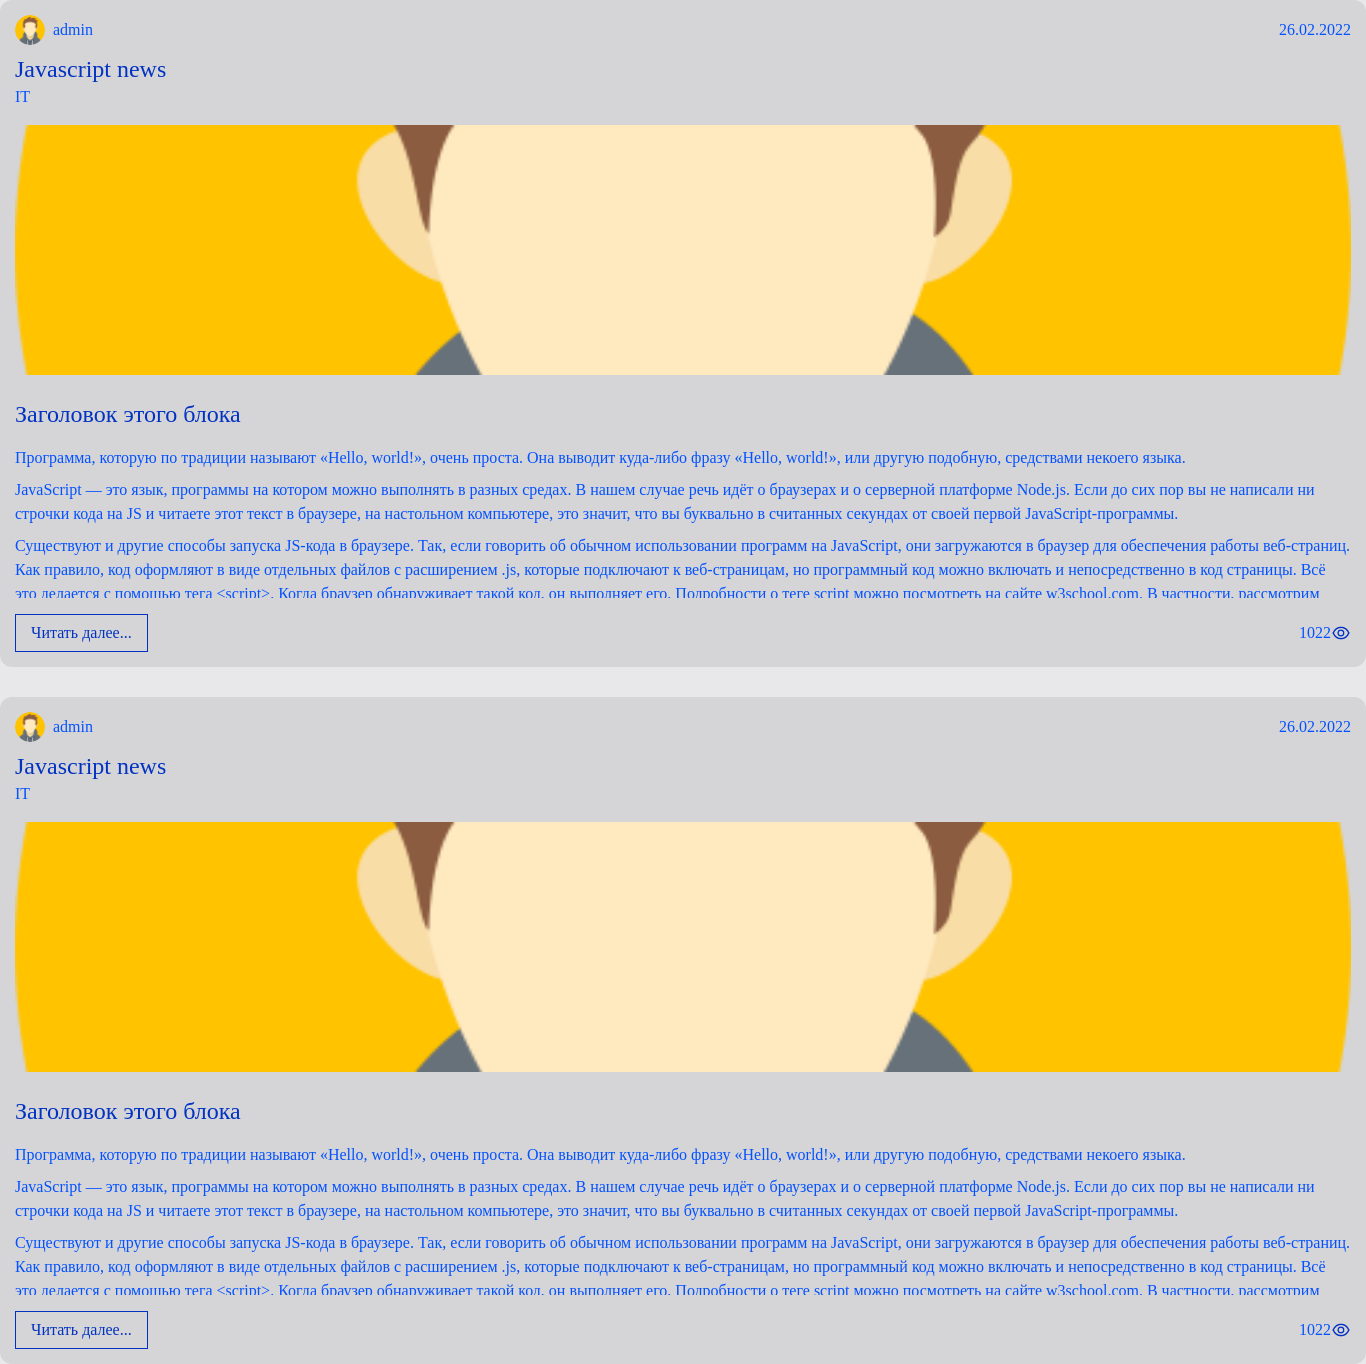 admin
26.02.2022
Javascript news
IT
Заголовок этого блока
Программа, которую по традиции называют «Hello, world!», очень проста. Она выводит куда-либо фразу «Hello, world!», или другую подобную, средствами некоего языка.
JavaScript — это язык, программы на котором можно выполнять в разных средах. В нашем случае речь идёт о браузерах и о серверной платформе Node.js. Если до сих пор вы не написали ни
строчки кода на JS и читаете этот текст в браузере, на настольном компьютере, это значит, что вы буквально в считанных секундах от своей первой JavaScript-программы.
Существуют и другие способы запуска JS-кода в браузере. Так, если говорить об обычном использовании программ на JavaScript, они загружаются в браузер для обеспечения работы веб-страниц.
Как правило, код оформляют в виде отдельных файлов с расширением .js, которые подключают к веб-страницам, но программный код можно включать и непосредственно в код страницы. Всё
это делается с помощью тега <script>. Когда браузер обнаруживает такой код, он выполняет его. Подробности о теге script можно посмотреть на сайте w3school.com. В частности, рассмотрим
Читать далее...
1022
admin
26.02.2022
Javascript news
IT
Заголовок этого блока
Программа, которую по традиции называют «Hello, world!», очень проста. Она выводит куда-либо фразу «Hello, world!», или другую подобную, средствами некоего языка.
JavaScript — это язык, программы на котором можно выполнять в разных средах. В нашем случае речь идёт о браузерах и о серверной платформе Node.js. Если до сих пор вы не написали ни
строчки кода на JS и читаете этот текст в браузере, на настольном компьютере, это значит, что вы буквально в считанных секундах от своей первой JavaScript-программы.
Существуют и другие способы запуска JS-кода в браузере. Так, если говорить об обычном использовании программ на JavaScript, они загружаются в браузер для обеспечения работы веб-страниц.
Как правило, код оформляют в виде отдельных файлов с расширением .js, которые подключают к веб-страницам, но программный код можно включать и непосредственно в код страницы. Всё
это делается с помощью тега <script>. Когда браузер обнаруживает такой код, он выполняет его. Подробности о теге script можно посмотреть на сайте w3school.com. В частности, рассмотрим
Читать далее...
1022